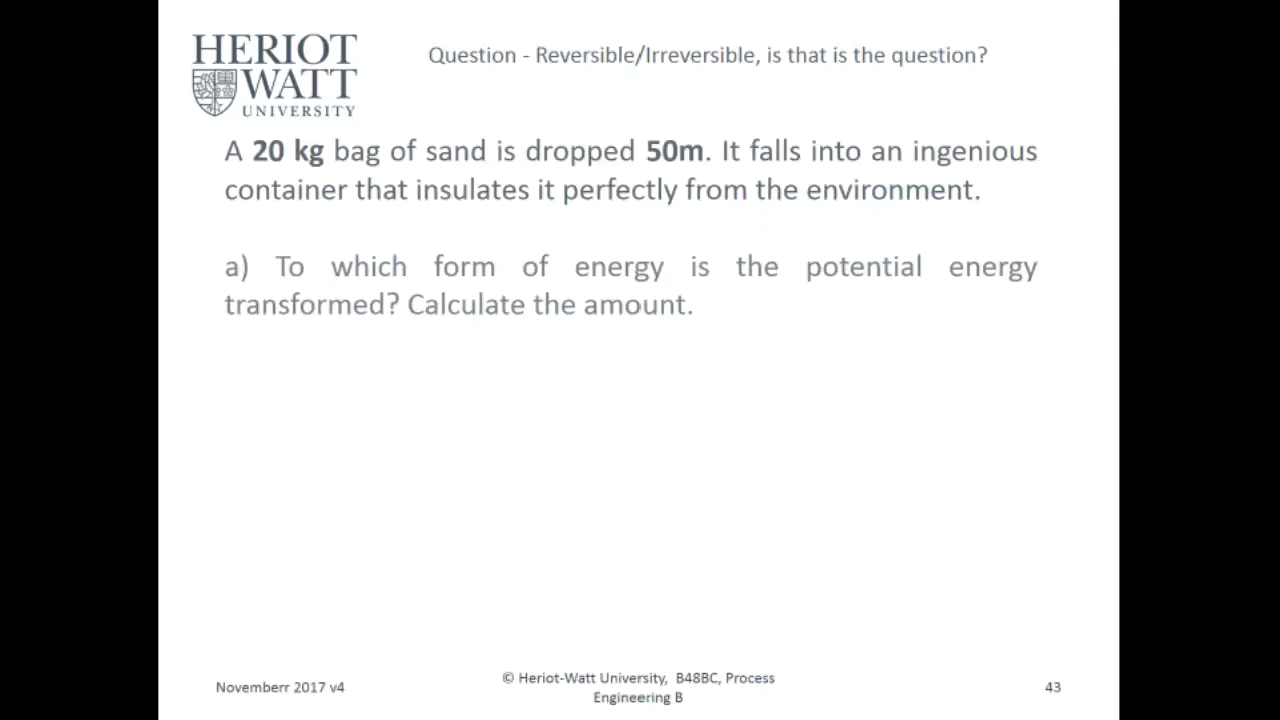 HERIOT
WATT
UNIVERSITY
Question - Reversible/Irreversible, is that is the question?
A 20 kg bag of sand is dropped 50m. It falls into an ingenious
container that insulates it perfectly from the environment.
a) To which form of energy is the potential energy
transformed? Calculate the amount.
Novemberr 2017 v4
© Heriot-Watt University, B48BC, Process
Engineering B
43